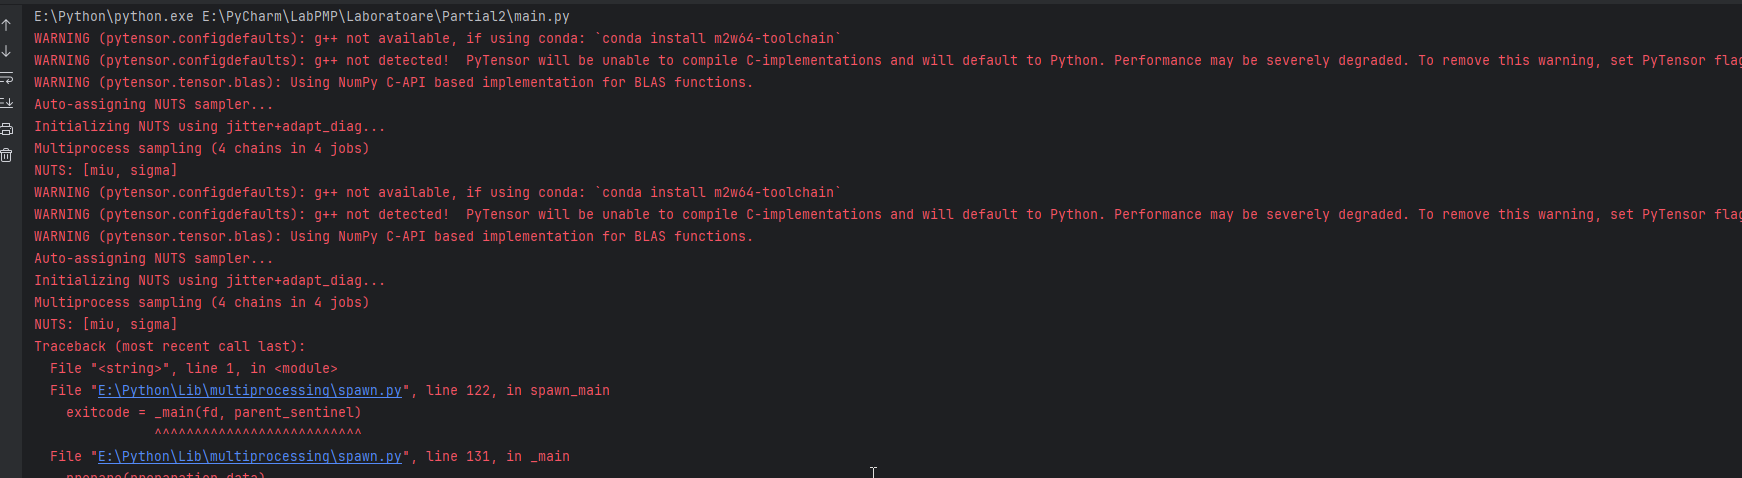 E:\Python\python.exe E:\PyCharm\LabPMP\Laboratoare\Partial2\main.py
WARNING (pytensor.configdefaults): g++ not available, if using conda: `conda install m2w64-toolchain`
WARNING (pytensor.configdefaults): g++ not detected!  PyTensor will be unable to compile C-implementations and will default to Python. Performance may be severely degraded. To remove this warning, set PyTensor flag
WARNING (pytensor.tensor.blas): Using NumPy C-API based implementation for BLAS functions.
Auto-assigning NUTS sampler...
Initializing NUTS using jitter+adapt_diag...
Multiprocess sampling (4 chains in 4 jobs)
NUTS: [miu, sigma]
WARNING (pytensor.configdefaults): g++ not available, if using conda: `conda install m2w64-toolchain`
WARNING (pytensor.configdefaults): g++ not detected!  PyTensor will be unable to compile C-implementations and will default to Python. Performance may be severely degraded. To remove this warning, set PyTensor flag
WARNING (pytensor.tensor.blas): Using NumPy C-API based implementation for BLAS functions.
Auto-assigning NUTS sampler...
Initializing NUTS using jitter+adapt_diag...
Multiprocess sampling (4 chains in 4 jobs)
NUTS: [miu, sigma]
Traceback (most recent call last):
  File "<string>", line 1, in <module>
  File "E:\Python\Lib\multiprocessing\spawn.py", line 122, in spawn_main
    exitcode = _main(fd, parent_sentinel)
               ^^^^^^^^^^^^^^^^^^^^^^^^^^
  File "E:\Python\Lib\multiprocessing\spawn.py", line 131, in _main
    prepare(preparation_data)